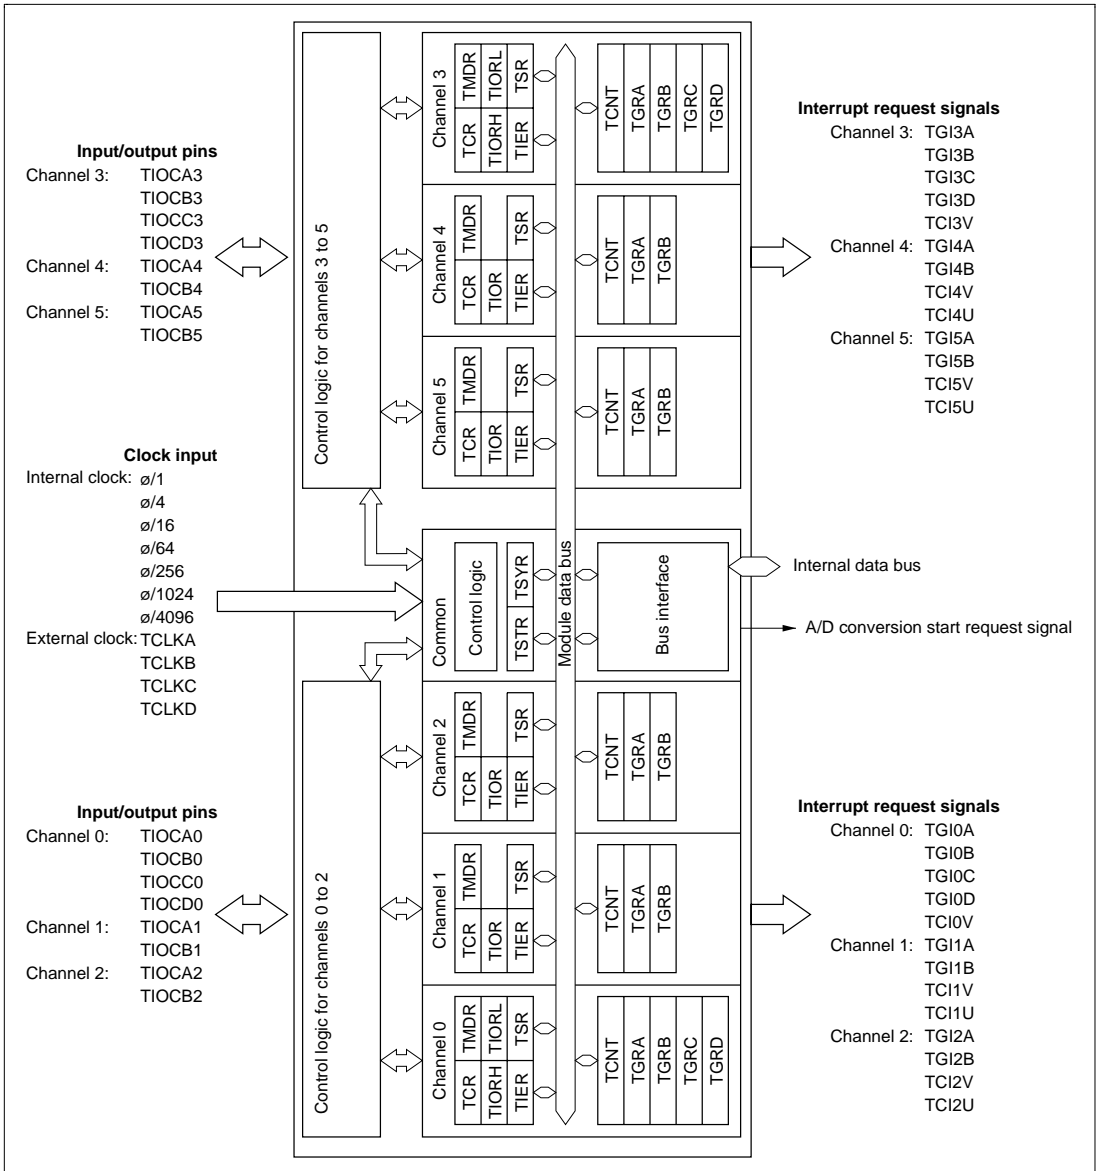 Input/output pins
Channel 3: TIOCA3
TIOCB3
TIOCC3
TIOCD3
Channel 4: TIOCA4
TIOCB4
Channel 5: TIOCA5
TIOCB5
Clock input
Internal clock: ø/1
ø/4
ø/16
ø/64
ø/256
ø/1024
ø/4096
External clock: TCLKA
TCLKB
TCLKC
TCLKD
Input/output pins
Channel 0: TIOCA0
TIOCB0
TIOCC0
TIOCD0
Channel 1: TIOCA1
TIOCB1
Channel 2: TIOCA2
TIOCB2
Control logic for channels 3 to 5
Control logic for channels 0 to 2
Channel 3
TMDR
TIORL
TSR
TCR
TIORH
TIER
TCNT
TGRA
TGRB
TGRC
TGRD
Channel 4
TMDR
TSR
TCR
TIOR
TIER
TCNT
TGRA
TGRB
Channel 5
TMDR
TSR
TCR
TIOR
TIER
TCNT
TGRA
TGRB
Common
Control logic
TSYR
TSTR
Module data bus
Bus interface
Channel 2
TMDR
TSR
TCR
TIOR
TIER
TCNT
TGRA
TGRB
Channel 1
TMDR
TSR
TCR
TIOR
TIER
TCNT
TGRA
TGRB
Channel 0
TMDR
TIORL
TSR
TCR
TIORH
TIER
TCNT
TGRA
TGRB
TGRC
TGRD
Interrupt request signals
Channel 3: TGI3A
TGI3B
TGI3C
TGI3D
TCI3V
Channel 4: TGI4A
TGI4B
TCI4V
TCI4U
Channel 5: TGI5A
TGI5B
TCI5V
TCI5U
Internal data bus
A/D conversion start request signal
Interrupt request signals
Channel 0: TGI0A
TGI0B
TGI0C
TGI0D
TCI0V
Channel 1: TGI1A
TGI1B
TCI1V
TCI1U
Channel 2: TGI2A
TGI2B
TCI2V
TCI2U